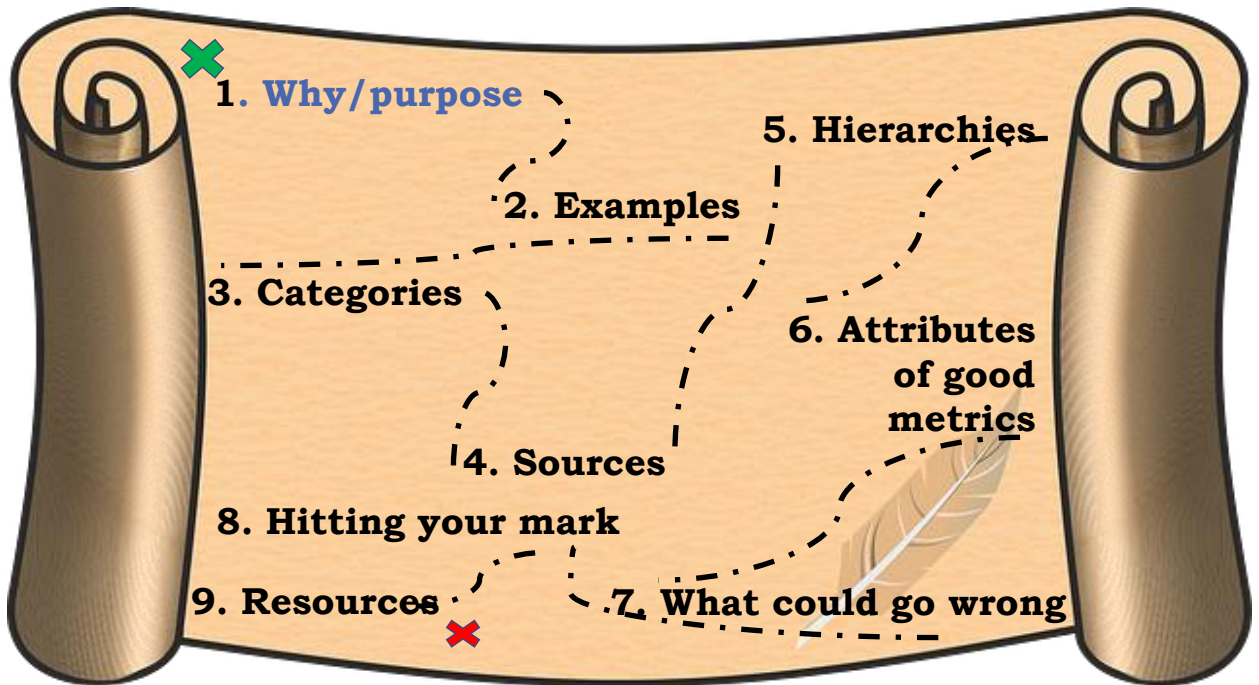 1. Why/purpose
2. Examples
3. Categories
4. Sources
5. Hierarchies
6. Attributes
of good
metrics
7. What could go wrong
8. Hitting your mark
9. Resources